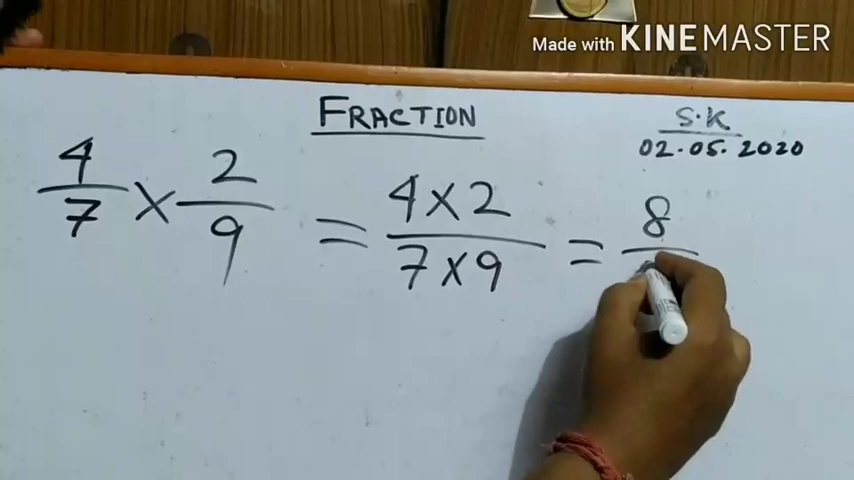 Made with KINEMASTER
FRACTION
S.K
02.05.2020
4/7 × 2/9 = 4×2/7×9 = 8/